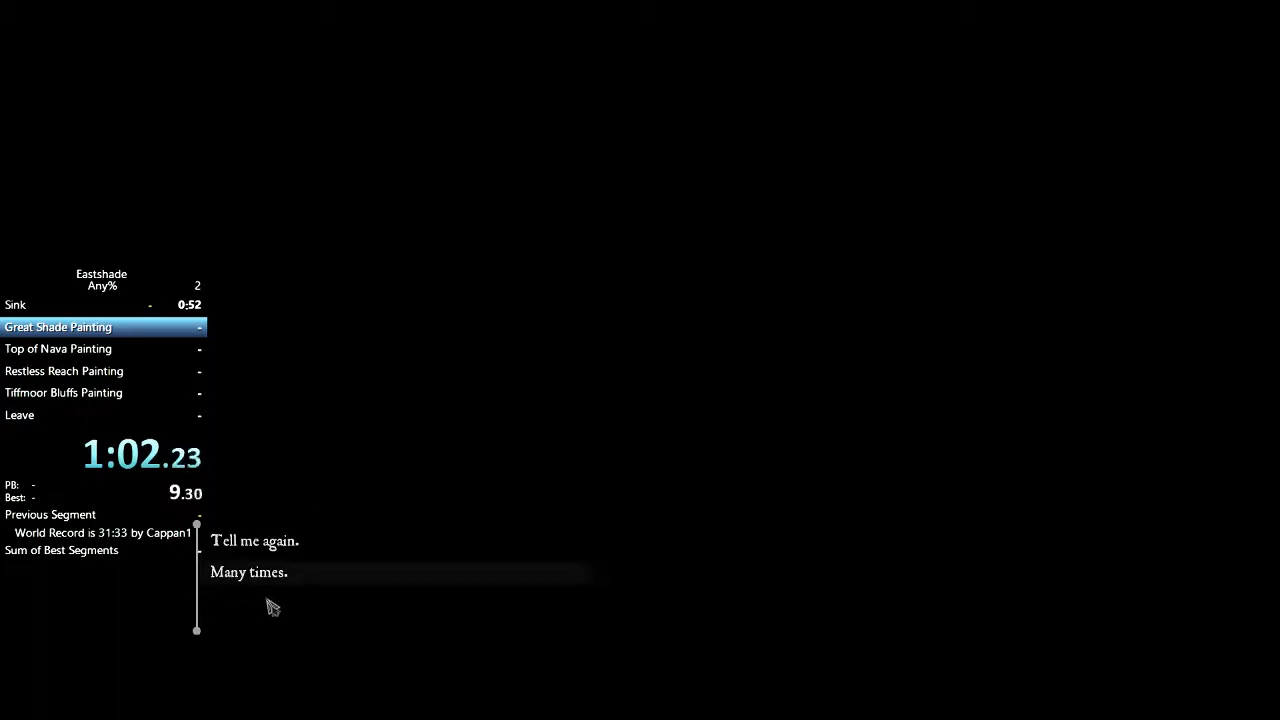 Eastshade
Any% 2
Sink - 0:52
Great Shade Painting -
Top of Nava Painting -
Restless Reach Painting -
Tiffmoor Bluffs Painting -
Leave -
1:02.23
PB: - 9.30
Best: -
Previous Segment -
World Record is 31:33 by Cappan1
Sum of Best Segments -
Tell me again.
Many times.